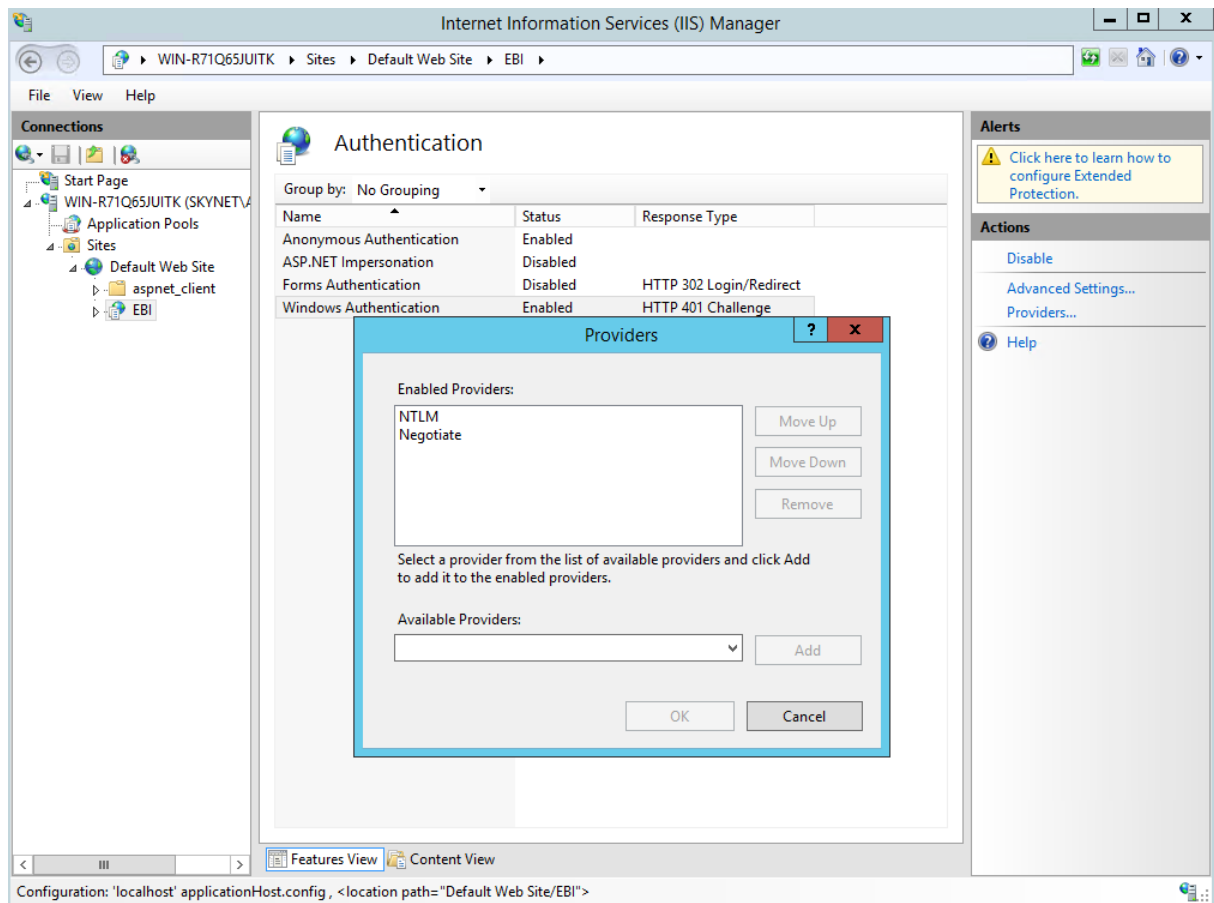 Internet Information Services (IIS) Manager
WIN-R71Q65JUITK Sites Default Web Site EBI
File View Help
Connections
Start Page
WIN-R71Q65JUITK (SKYNET\A
Application Pools
Sites
Default Web Site
aspnet_client
EBI
Authentication
Group by: No Grouping
Name Status Response Type
Anonymous Authentication Enabled
ASP.NET Impersonation Disabled
Forms Authentication Disabled HTTP 302 Login/Redirect
Windows Authentication Enabled HTTP 401 Challenge
Providers
? x
Enabled Providers:
NTLM
Negotiate
Move Up
Move Down
Remove
Select a provider from the list of available providers and click Add
to add it to the enabled providers.
Available Providers:
Add
OK Cancel
Features View Content View
Alerts
Click here to learn how to
configure Extended
Protection.
Actions
Disable
Advanced Settings...
Providers...
Help
Configuration: 'localhost' applicationHost.config , <location path="Default Web Site/EBI">